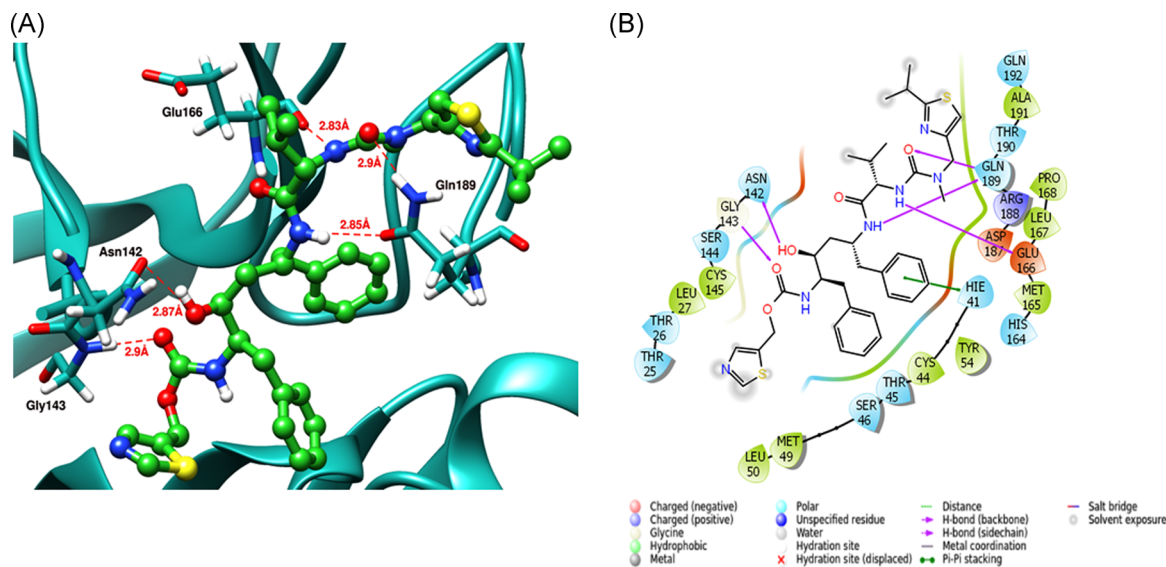 (A)
(B)
Glu166
2.83Å
2.9Å
Gln189
2.85Å
Asn142
2.87Å
2.9Å
Gly143
GLN
192
ALA
191
THR
190
GLN
189
ARG
188
ASP
187
PRO
168
LEU
167
GLU
166
MET
165
HIS
164
HIE
41
TYR
54
CYS
44
THR
45
SER
46
MET
49
LEU
50
ASN
142
GLY
143
SER
144
CYS
145
LEU
27
THR
26
THR
25
S
N
O
NH
N
O
NH
HO
O
NH
O
N
S
Charged (negative)
Charged (positive)
Glycine
Hydrophobic
Metal
Polar
Unspecified residue
Water
Hydration site
Hydration site (displaced)
Distance
H-bond (backbone)
H-bond (sidechain)
Metal coordination
Pi-Pi stacking
Salt bridge
Solvent exposure